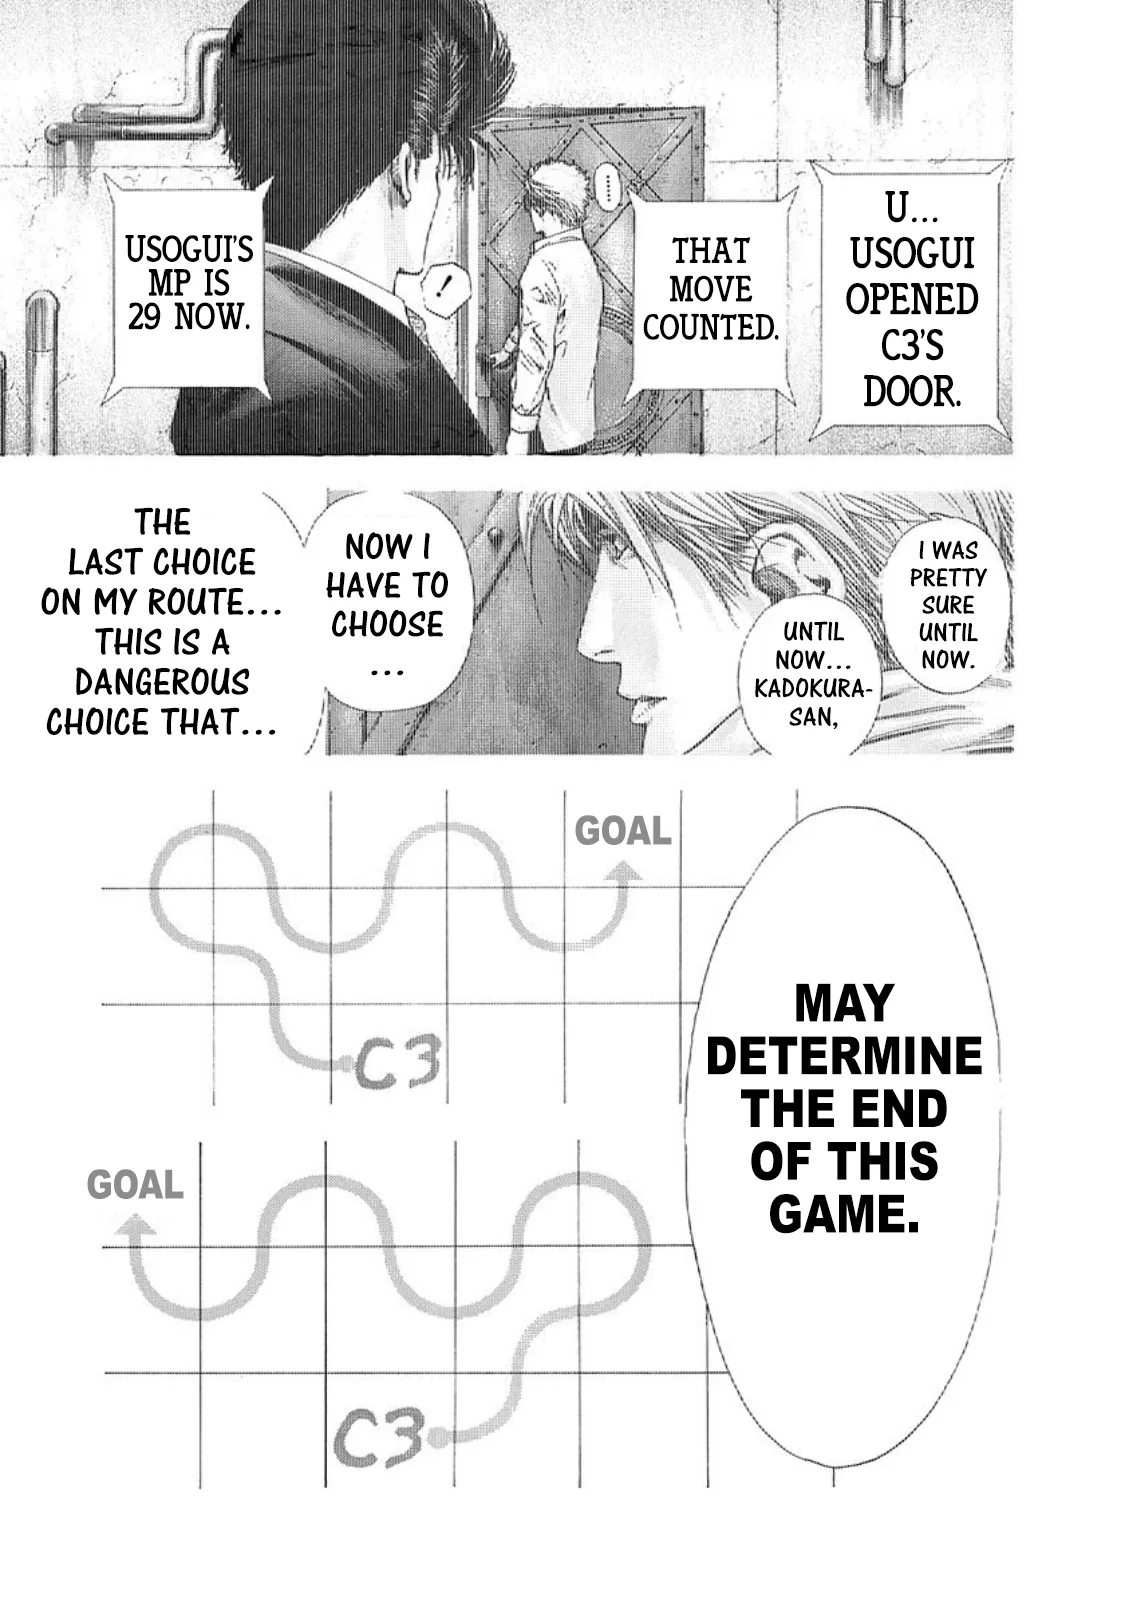 U...
USOGUI
OPENED
C3'S
DOOR.
THAT
MOVE
COUNTED.
.......
!
USOGUI'S
MP IS
29 NOW.
I WAS
PRETTY
SURE
UNTIL
NOW.
UNTIL
NOW...
KADOKURA-
SAN,
NOW I
HAVE TO
CHOOSE
...
THE
LAST CHOICE
ON MY ROUTE...
THIS IS A
DANGEROUS
CHOICE THAT...
MAY
DETERMINE
THE END
OF THIS
GAME.
GOAL
C3
GOAL
C3